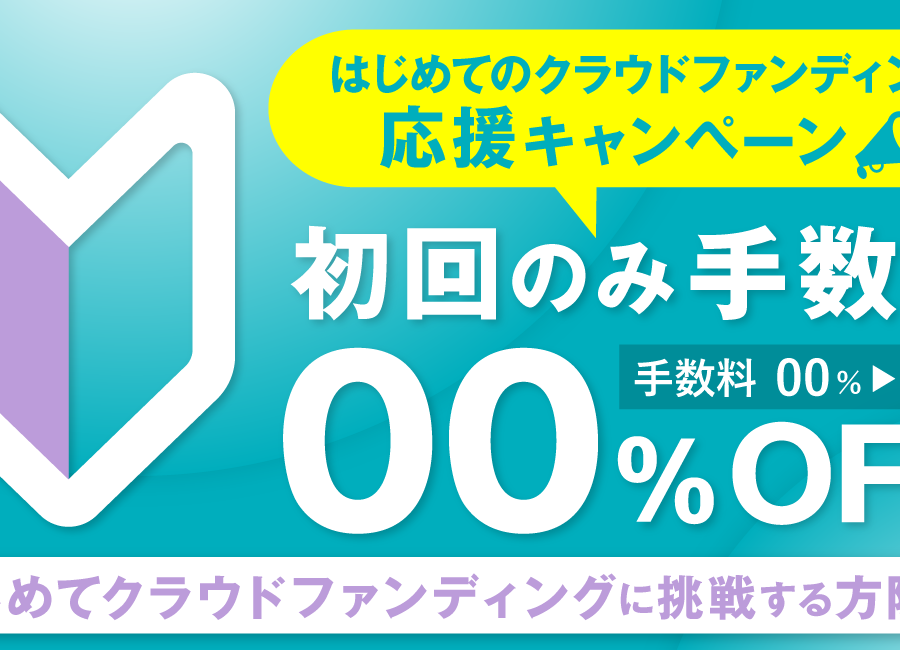 はじめてのクラウドファンディン
応援キャンペーン
初回のみ手数
手数料 00%▶
00%OF
めてクラウドファンディングに挑戦する方限